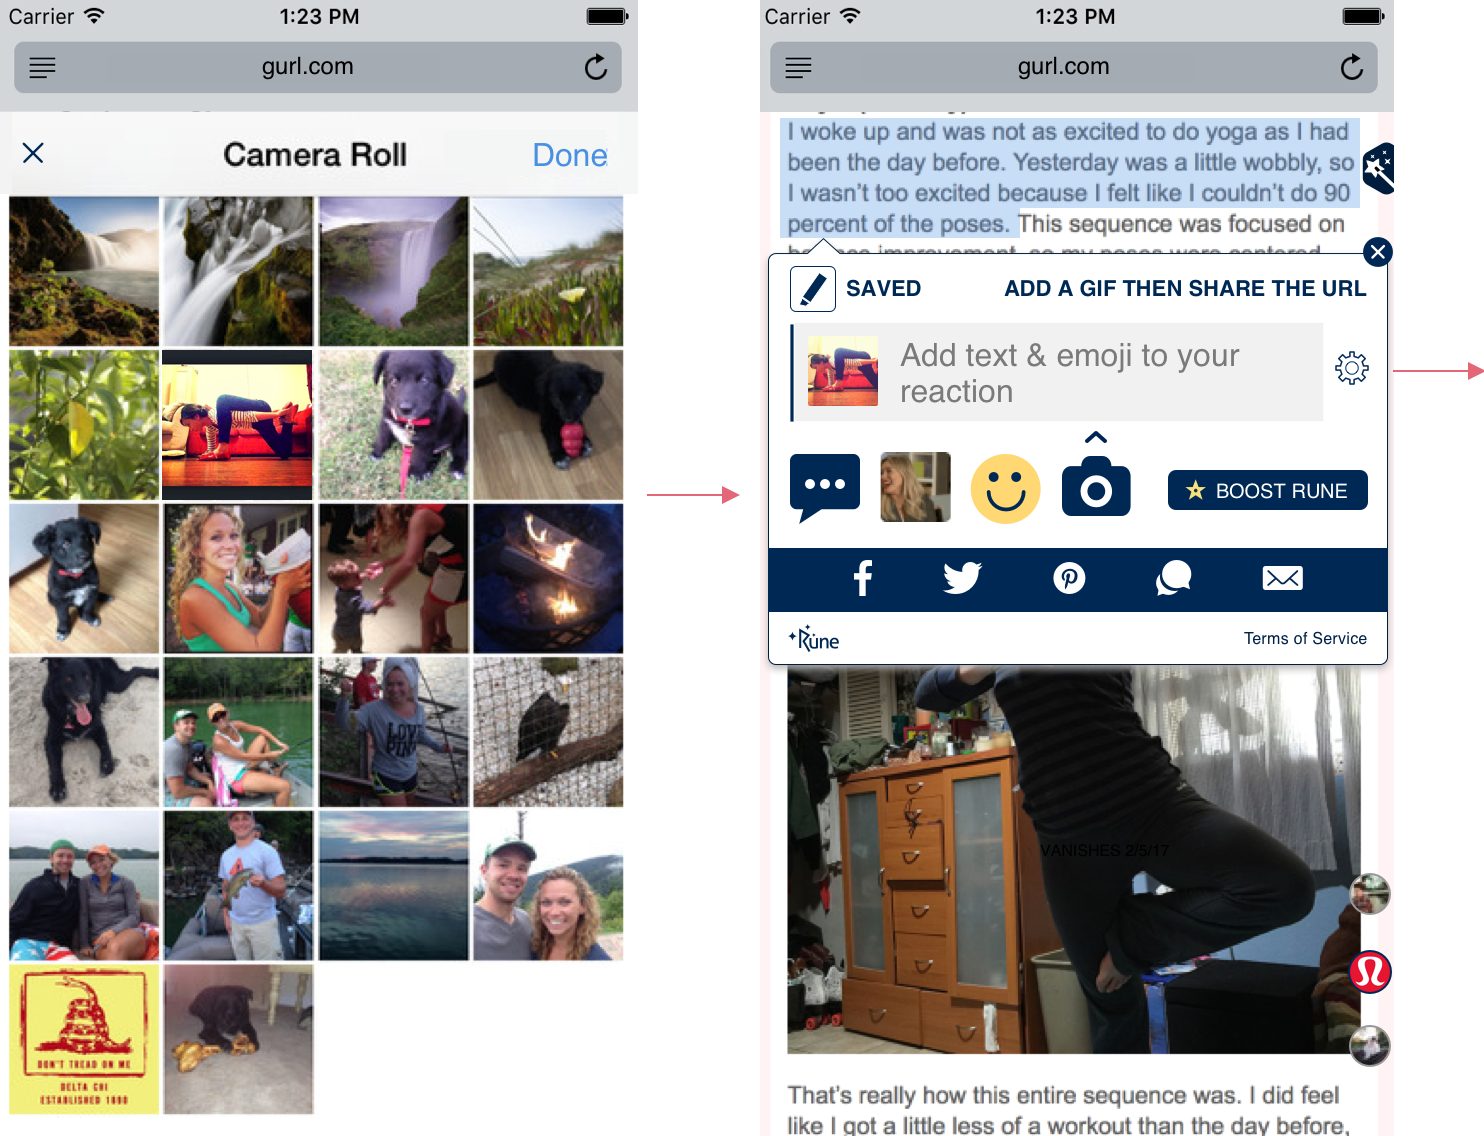 Carrier 1:23 PM
gurl.com
Camera Roll Done
LOVE
PINK
DON'T TREAD ON ME
DELTA CHI
ESTABLISHED 1890
Carrier 1:23 PM
gurl.com
I woke up and was not as excited to do yoga as I had
been the day before. Yesterday was a little wobbly, so
I wasn't too excited because I felt like I couldn't do 90
percent of the poses. This sequence was focused on
SAVED ADD A GIF THEN SHARE THE URL
Add text & emoji to your
reaction
BOOST RUNE
Rüne Terms of Service
VANISHES 2/5/17
That's really how this entire sequence was. I did feel
like I got a little less of a workout than the day before,